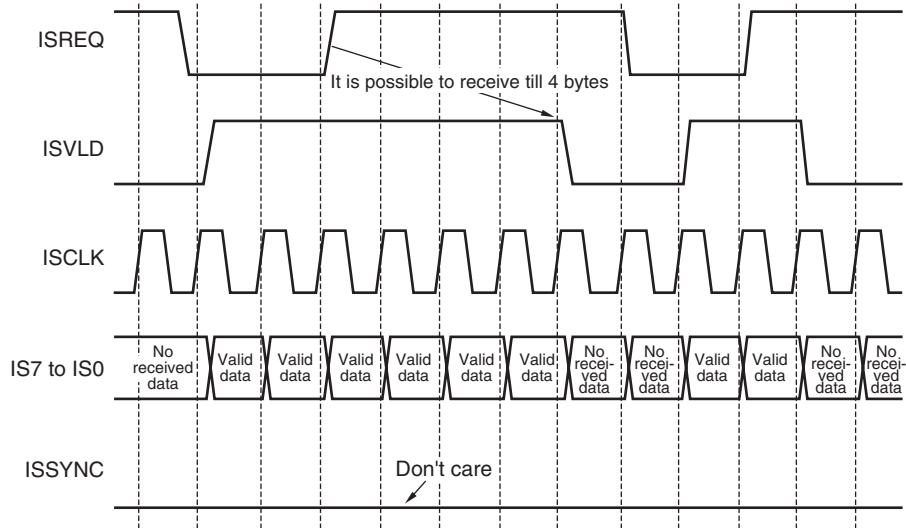 ISREQ
It is possible to receive till 4 bytes
ISVLD
ISCLK
IS7 to IS0
No
received
data
Valid
data
Valid
data
Valid
data
Valid
data
Valid
data
Valid
data
No
recei-
ved
data
No
recei-
ved
data
Valid
data
Valid
data
No
recei-
ved
data
No
recei-
ved
data
ISSYNC
Don't care